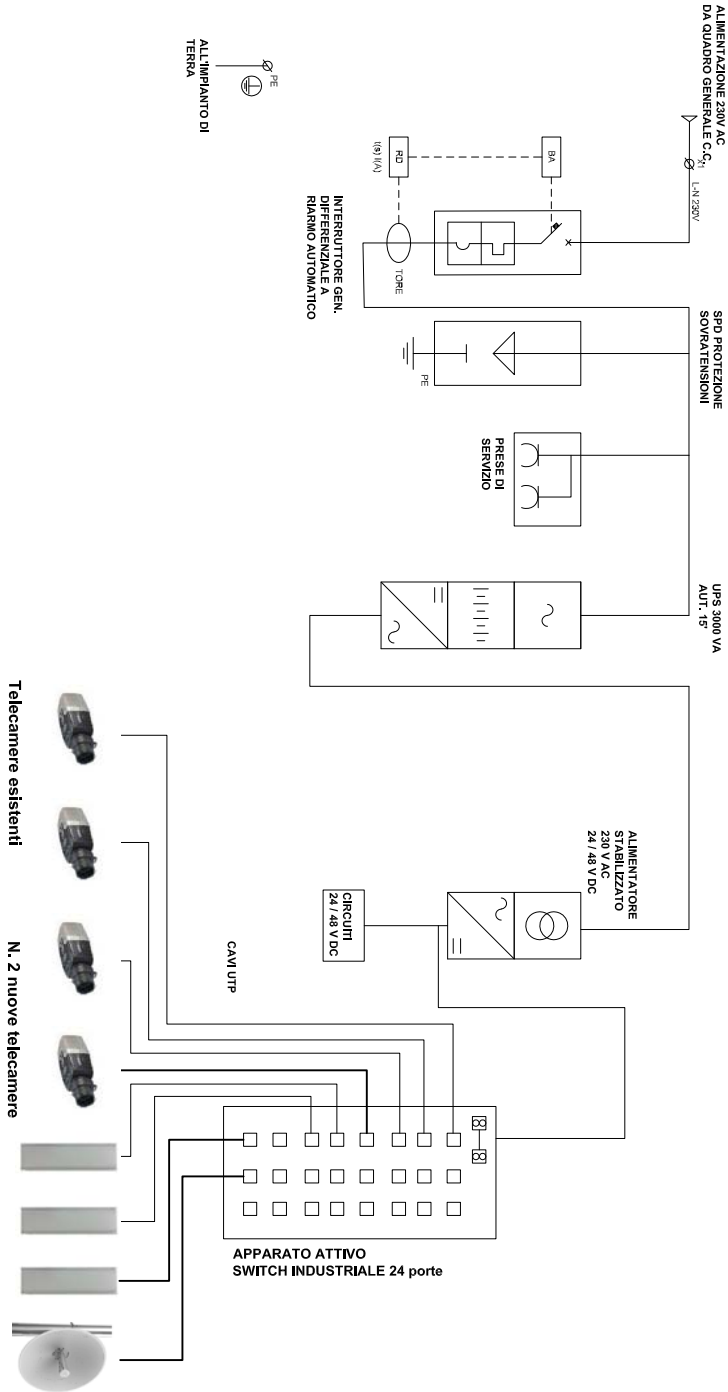 ALIMENTAZIONE 230V AC
DA QUADRO GENERALE C.C.
X1
L-N 230V
PE
ALL'IMPIANTO DI
TERRA
BA
RD
t(s) I(A)
TORE
INTERRUTTORE GEN.
DIFFERENZIALE A
RIARMO AUTOMATICO
SPD PROTEZIONE
SOVRATENSIONI
PE
PRESE DI
SERVIZIO
UPS 3000 VA
AUT. 15'
ALIMENTATORE
STABILIZZATO
230 V AC
24 / 48 V DC
CIRCUITI
24 / 48 V DC
CAVI UTP
Telecamere esistenti
N. 2 nuove telecamere
APPARATO ATTIVO
SWITCH INDUSTRIALE 24 porte